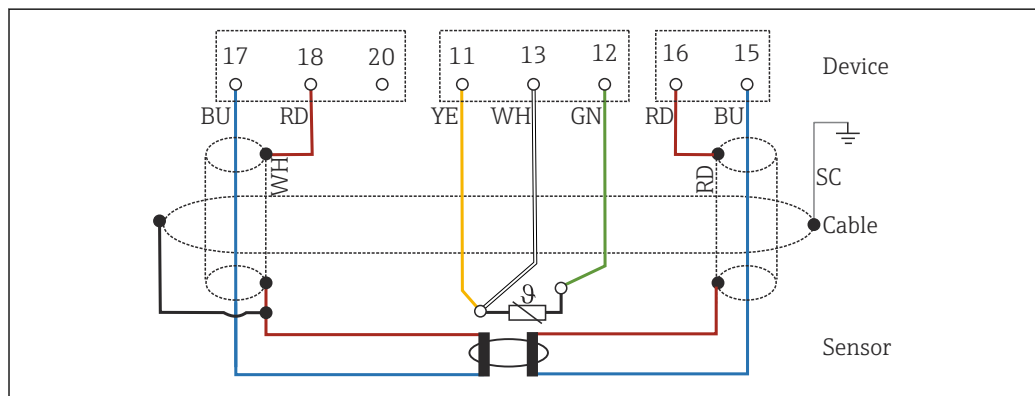 17 18 20 11 13 12 16 15 Device
BU RD YE WH GN RD BU
WH RD SC
Cable
ϑ
Sensor